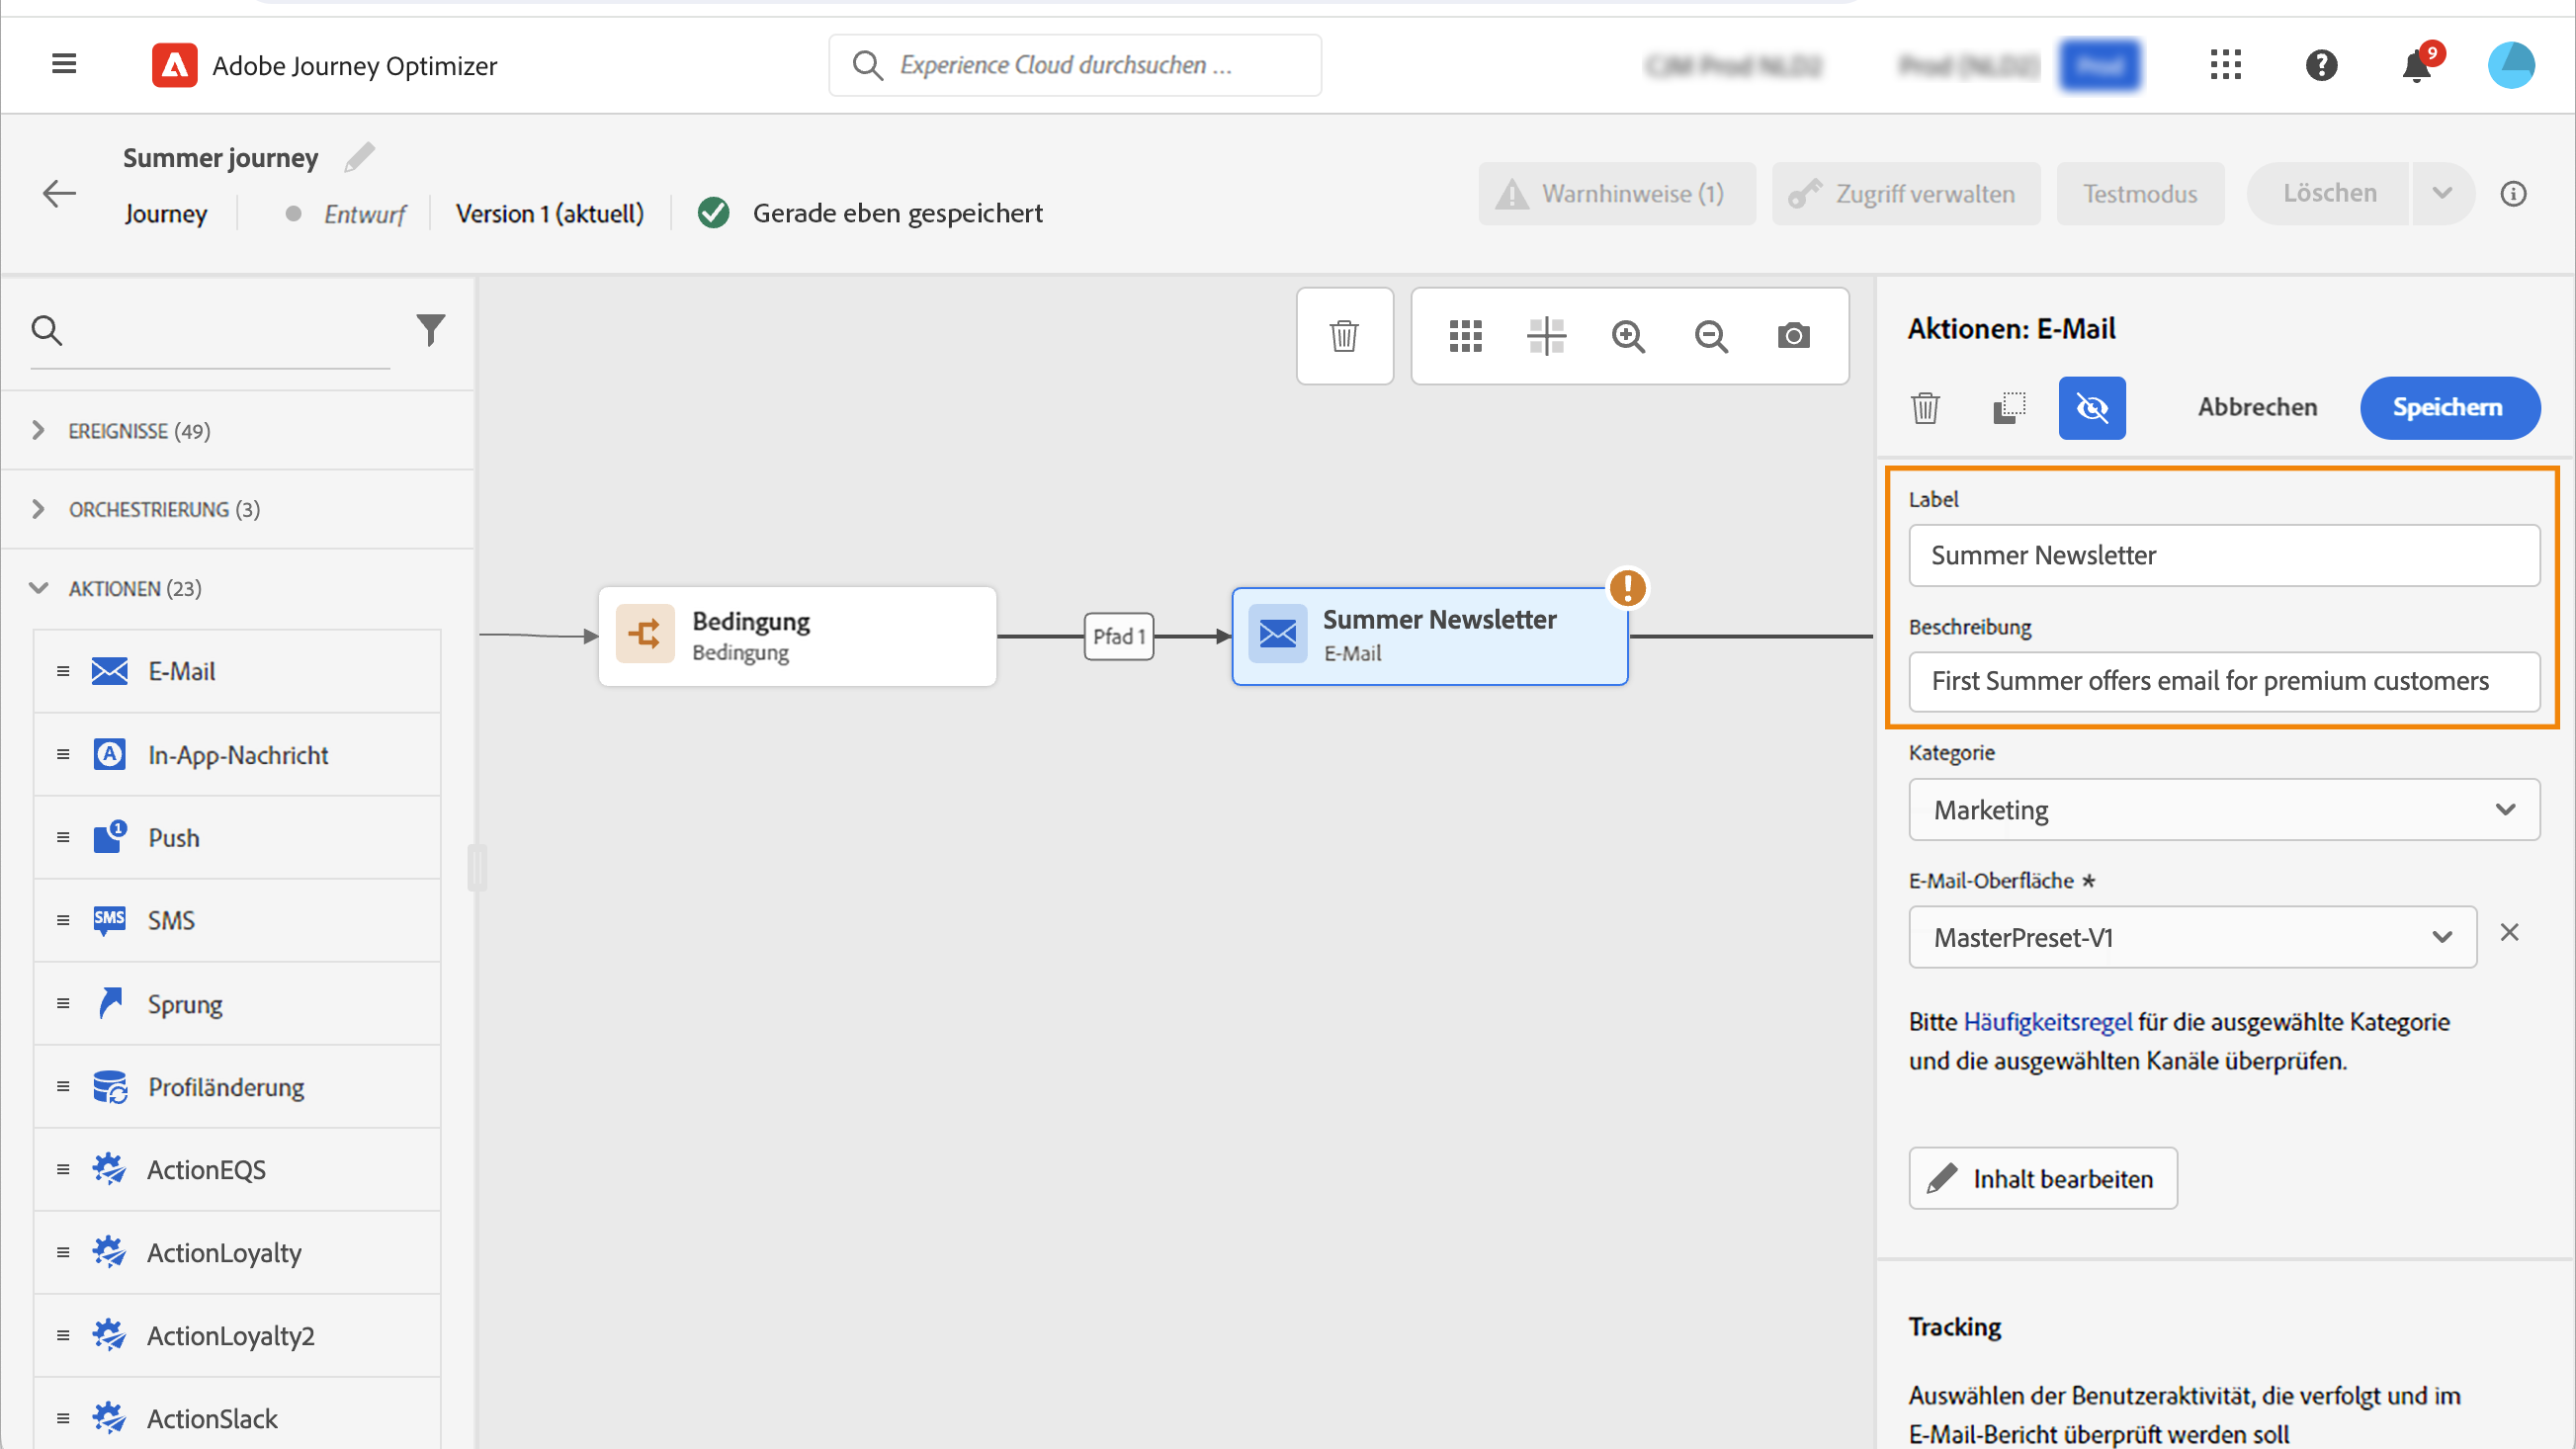 Adobe Journey Optimizer
Experience Cloud durchsuchen ...
9
Summer journey
Journey
Entwurf
Version 1 (aktuell)
Gerade eben gespeichert
Warnhinweise (1)
Zugriff verwalten
Testmodus
Löschen
EREIGNISSE (49)
ORCHESTRIERUNG (3)
AKTIONEN (23)
E-Mail
In-App-Nachricht
1
Push
SMS
SMS
Sprung
Profiländerung
ActionEQS
ActionLoyalty
ActionLoyalty2
ActionSlack
Bedingung
Bedingung
Pfad 1
Summer Newsletter
E-Mail
Aktionen: E-Mail
Abbrechen
Speichern
Label
Summer Newsletter
Beschreibung
First Summer offers email for premium customers
Kategorie
Marketing
E-Mail-Oberfläche *
MasterPreset-V1
Bitte Häufigkeitsregel für die ausgewählte Kategorie
und die ausgewählten Kanäle überprüfen.
Inhalt bearbeiten
Tracking
Auswählen der Benutzeraktivität, die verfolgt und im
E-Mail-Bericht überprüft werden soll